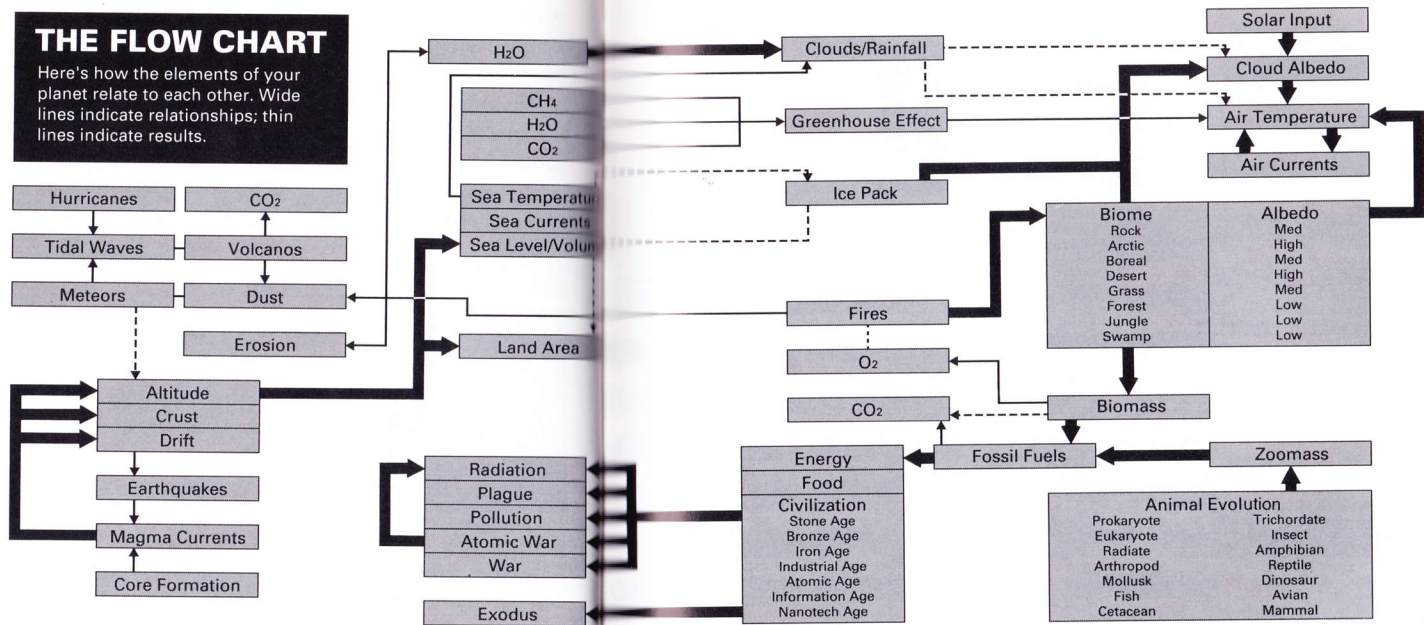 THE FLOW CHART
Here's how the elements of your
planet relate to each other. Wide
lines indicate relationships; thin
lines indicate results.
Hurricanes
CO2
Tidal Waves
Volcanos
Meteors
Dust
Erosion
Altitude
Crust
Drift
Earthquakes
Magma Currents
Core Formation
H2O
CH4
H2O
CO2
Sea Temperatu
Sea Currents
Sea Level/Volum
Land Area
Radiation
Plague
Pollution
Atomic War
War
Exodus
Clouds/Rainfall
Greenhouse Effect
Ice Pack
Fires
O2
CO2
Energy
Food
Civilization
Stone Age
Bronze Age
Iron Age
Industrial Age
Atomic Age
Information Age
Nanotech Age
Solar Input
Cloud Albedo
Air Temperature
Air Currents
Biome Albedo
Rock Med
Arctic High
Boreal Med
Desert High
Grass Med
Forest Low
Jungle Low
Swamp Low
Biomass
Fossil Fuels
Zoomass
Animal Evolution
Prokaryote Trichordate
Eukaryote Insect
Radiate Amphibian
Arthropod Reptile
Mollusk Dinosaur
Fish Avian
Cetacean Mammal